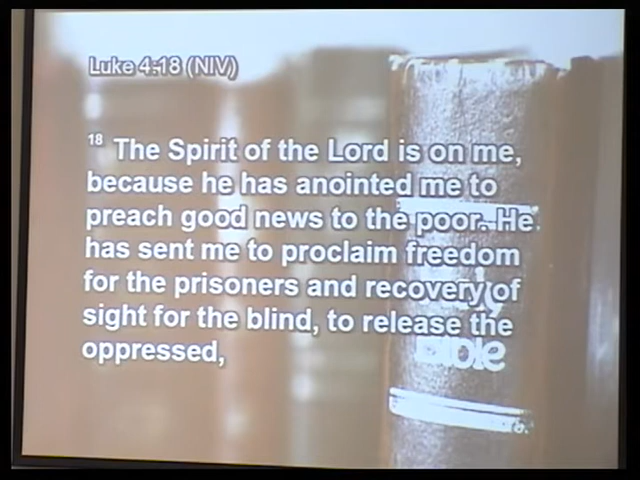 Luke 4:18 (NIV)
18 The Spirit of the Lord is on me,
because he has anointed me to
preach good news to the poor. He
has sent me to proclaim freedom
for the prisoners and recovery of
sight for the blind, to release the
oppressed,
Bible